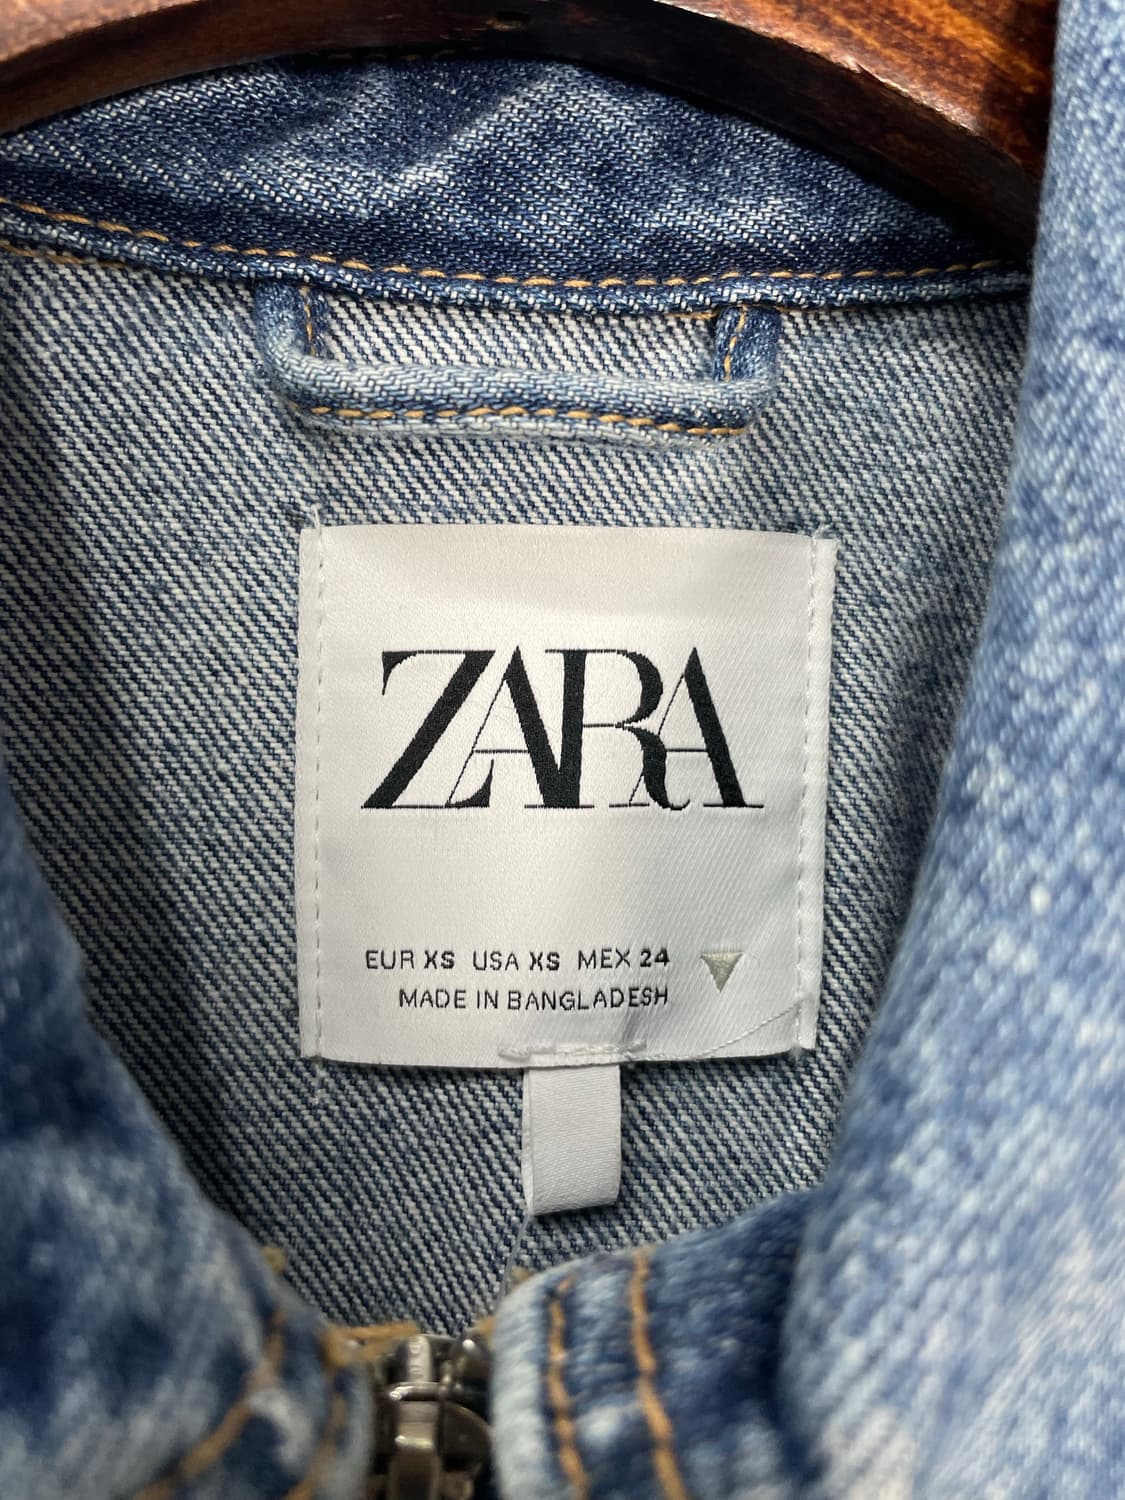 ZARA
EUR XS USA XS MEX 24
MADE IN BANGLADESH